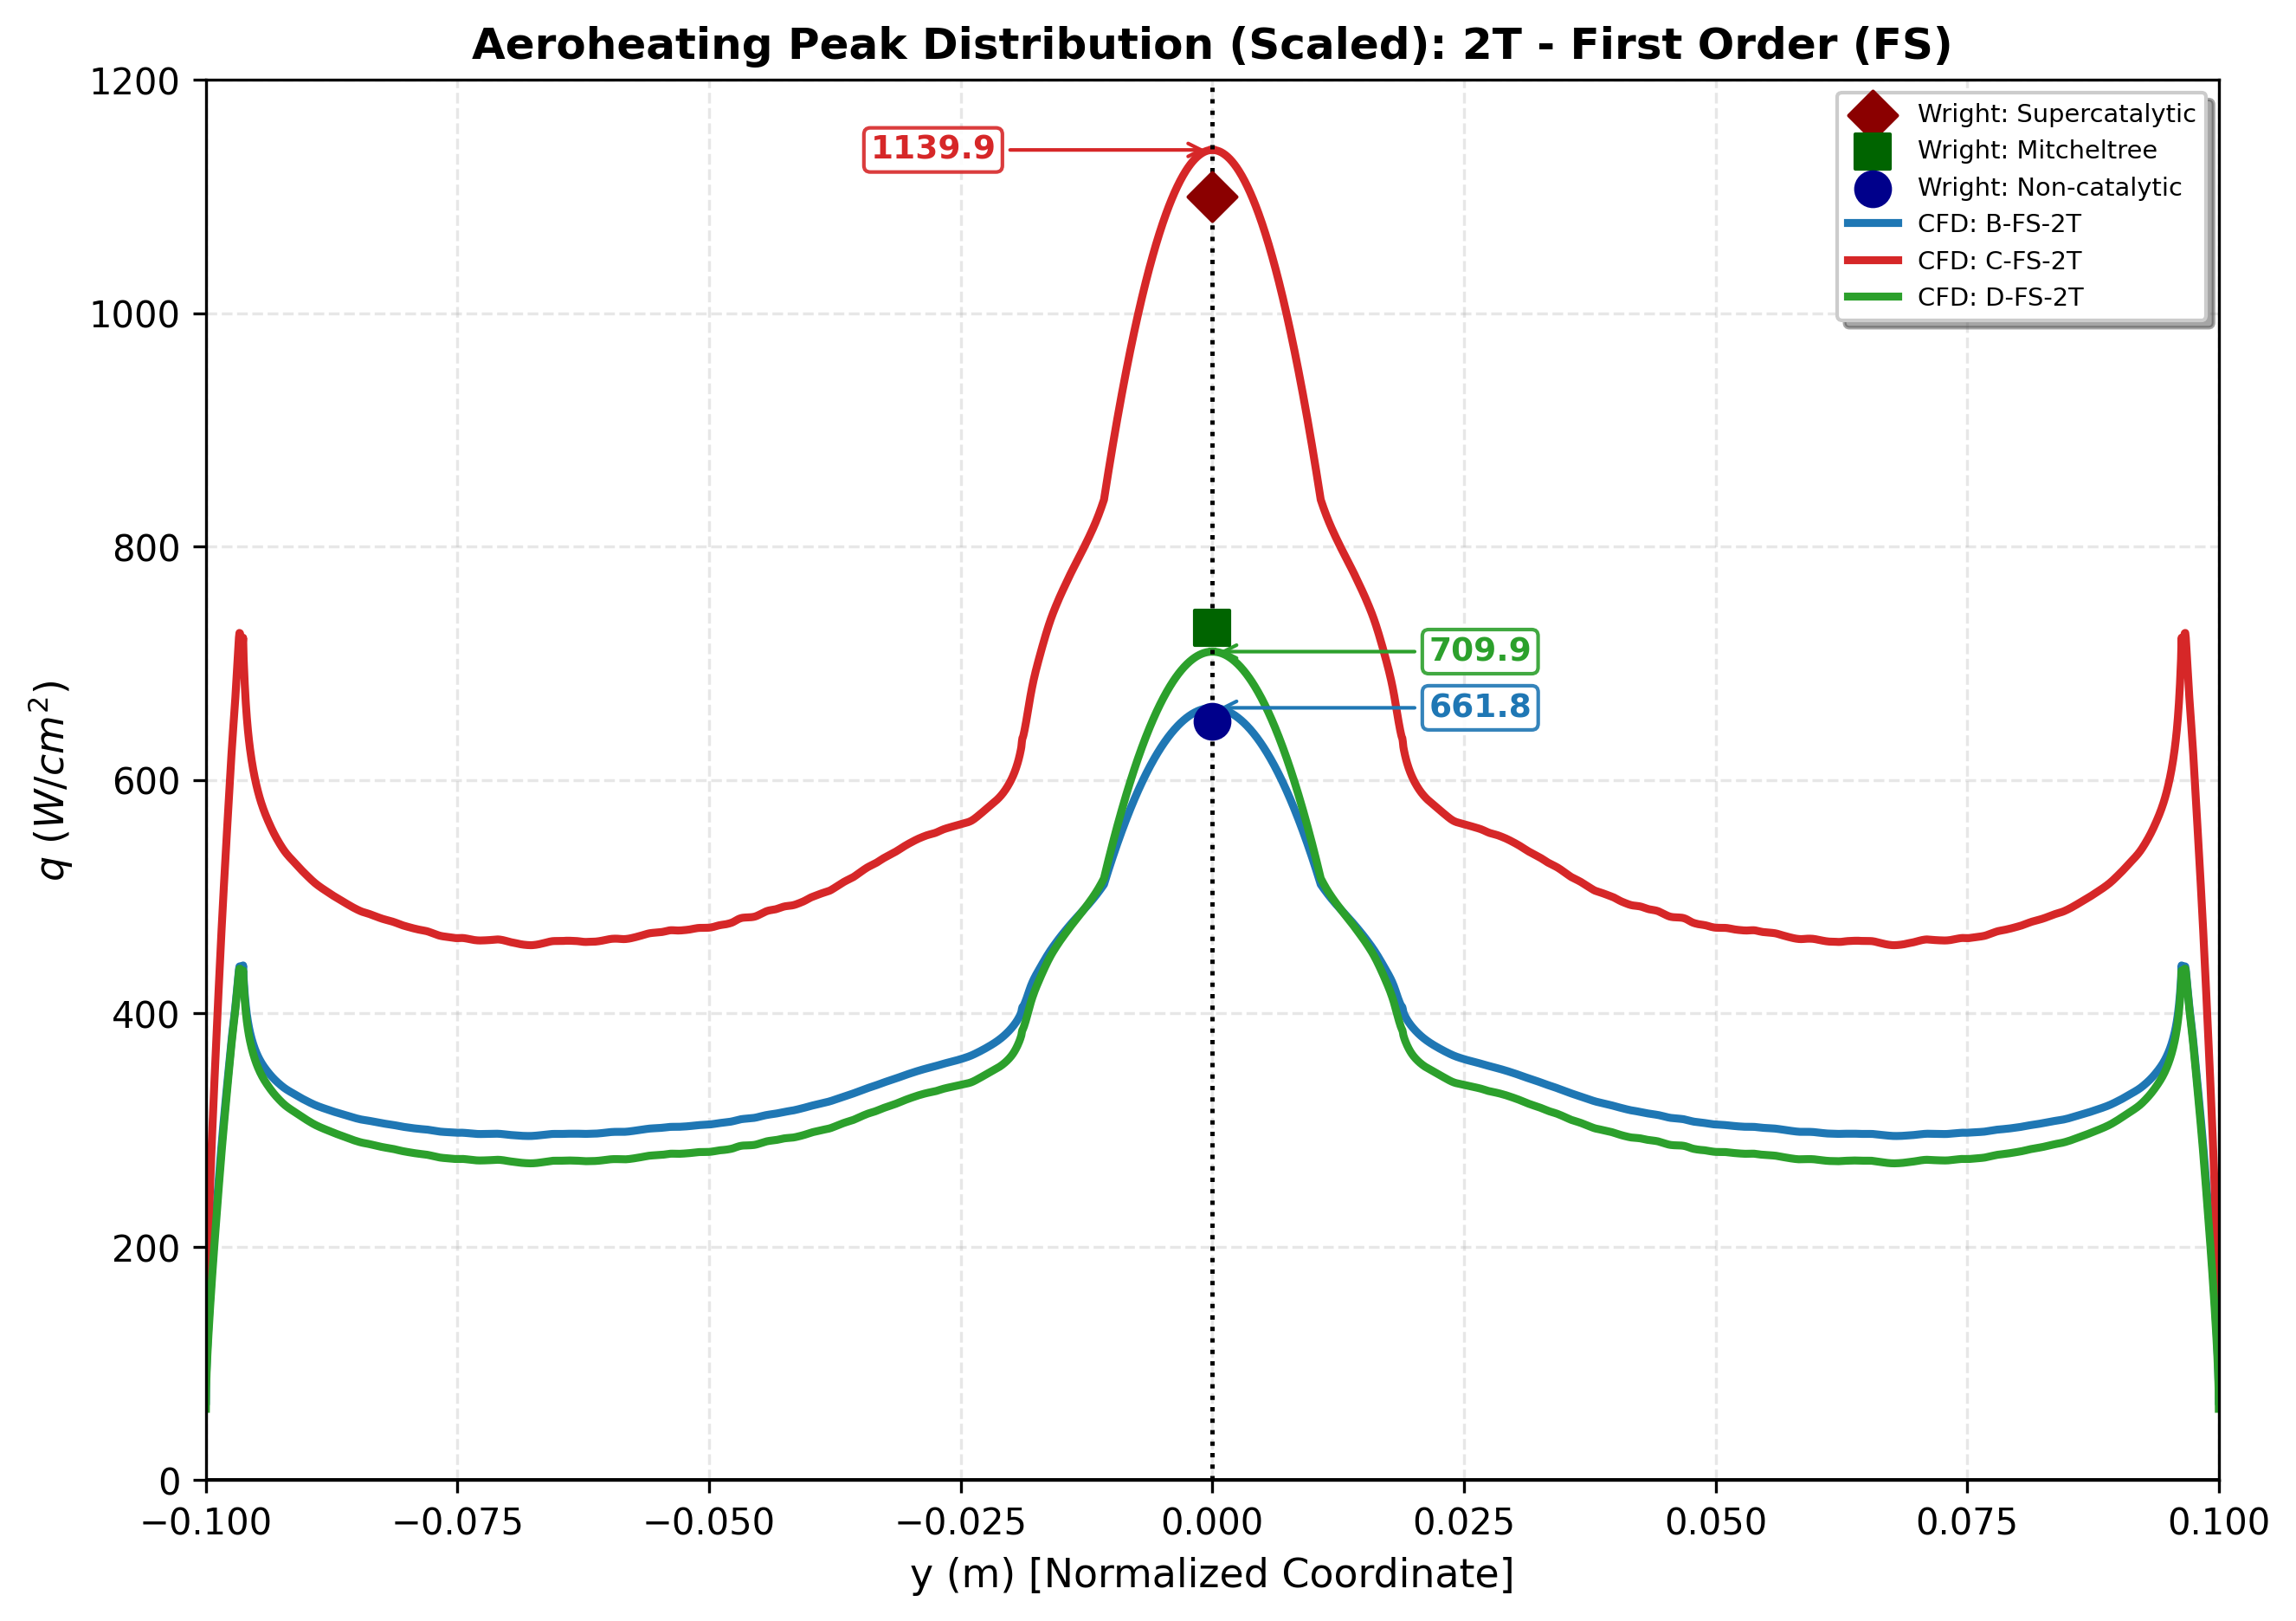 Aeroheating Peak Distribution (Scaled): 2T - First Order (FS)
1200
1000
800
600
400
200
0
q (W/cm²)
Wright: Supercatalytic
Wright: Mitcheltree
Wright: Non-catalytic
CFD: B-FS-2T
CFD: C-FS-2T
CFD: D-FS-2T
1139.9
709.9
661.8
−0.100 −0.075 −0.050 −0.025 0.000 0.025 0.050 0.075 0.100
y (m) [Normalized Coordinate]